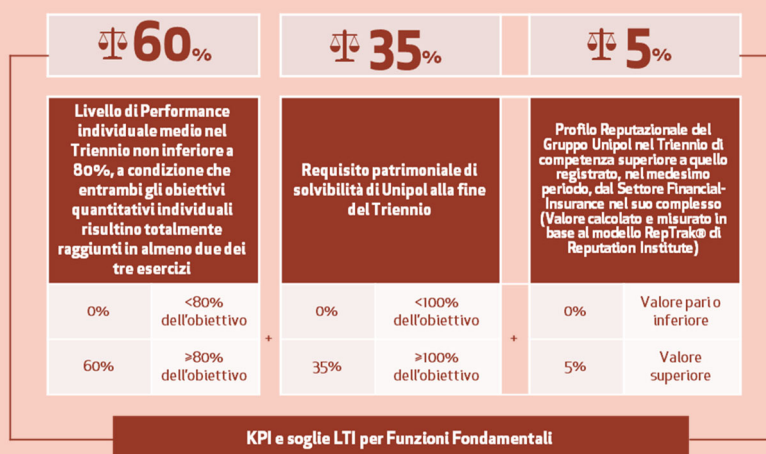 60%
35%
5%
Livello di Performance
individuale medio nel
Triennio non inferiore a
80%, a condizione che
entrambi gli obiettivi
quantitativi individuali
risultino totalmente
raggiunti in almeno due dei
tre esercizi
Requisito patrimoniale di
solvibilità di Unipol alla fine
del Triennio
Profilo Reputazionale del
Gruppo Unipol nel Triennio di
competenza superiore a quello
registrato, nel medesimo
periodo, dal Settore Financial-
Insurance nel suo complesso
(Valore calcolato e misurato in
base al modello RepTrak® di
Reputation Institute)
0%
<80%
dell'obiettivo
60%
≥80%
dell'obiettivo
+
0%
<100%
dell'obiettivo
35%
≥100%
dell'obiettivo
+
0%
Valore pari o
inferiore
5%
Valore
superiore
KPI e soglie LTI per Funzioni Fondamentali